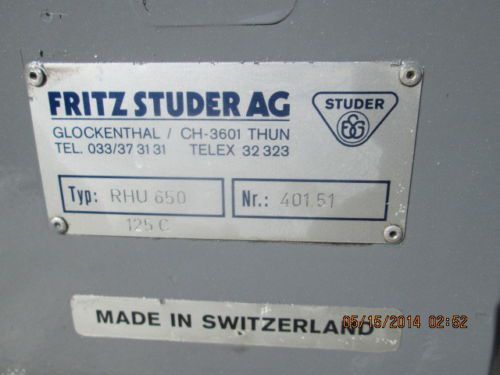 FRITZ STUDER AG
GLOCKENTHAL / CH-3601 THUN
TEL. 033/37 31 31 TELEX 32 323
STUDER
Typ: RHU 650
Nr.: 401.51
125 C
MADE IN SWITZERLAND
05/15/2014 02:52